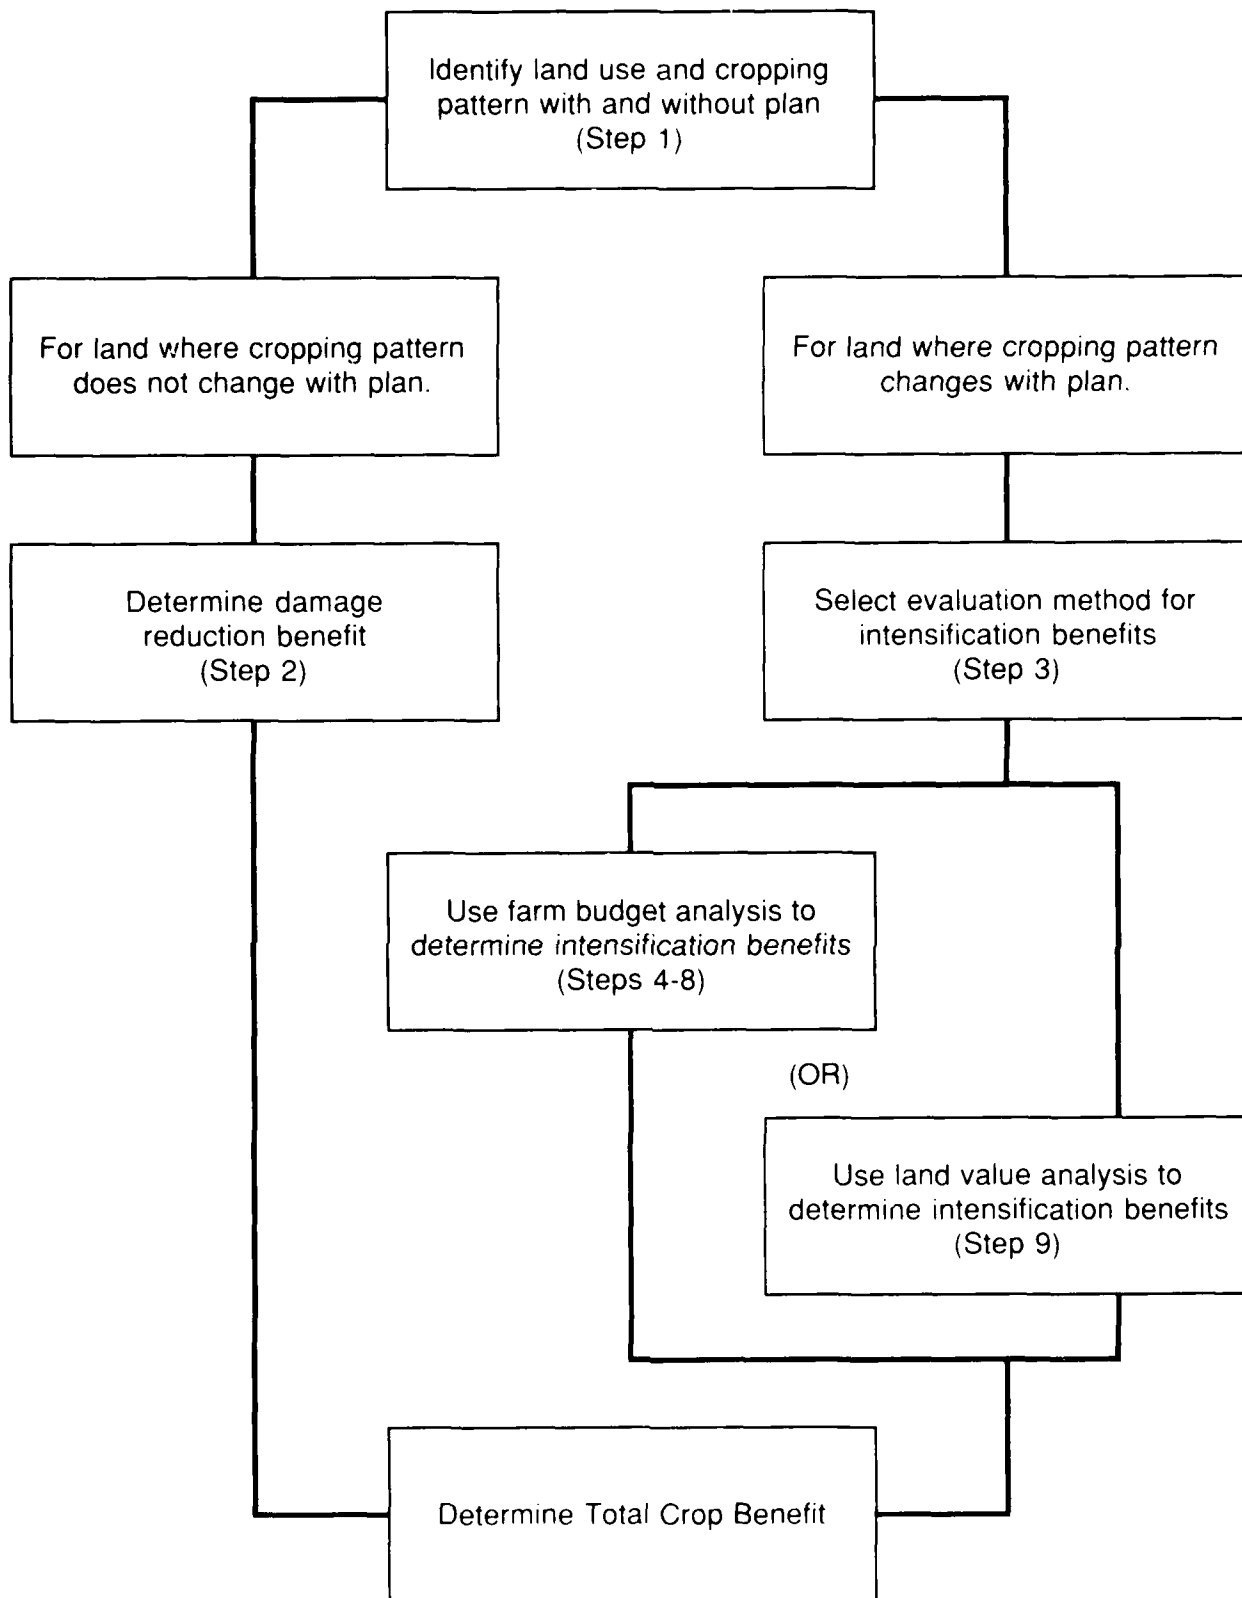 Identify land use and cropping
pattern with and without plan
(Step 1)
For land where cropping pattern
does not change with plan.
For land where cropping pattern
changes with plan.
Determine damage
reduction benefit
(Step 2)
Select evaluation method for
intensification benefits
(Step 3)
Use farm budget analysis to
determine intensification benefits
(Steps 4-8)
(OR)
Use land value analysis to
determine intensification benefits
(Step 9)
Determine Total Crop Benefit